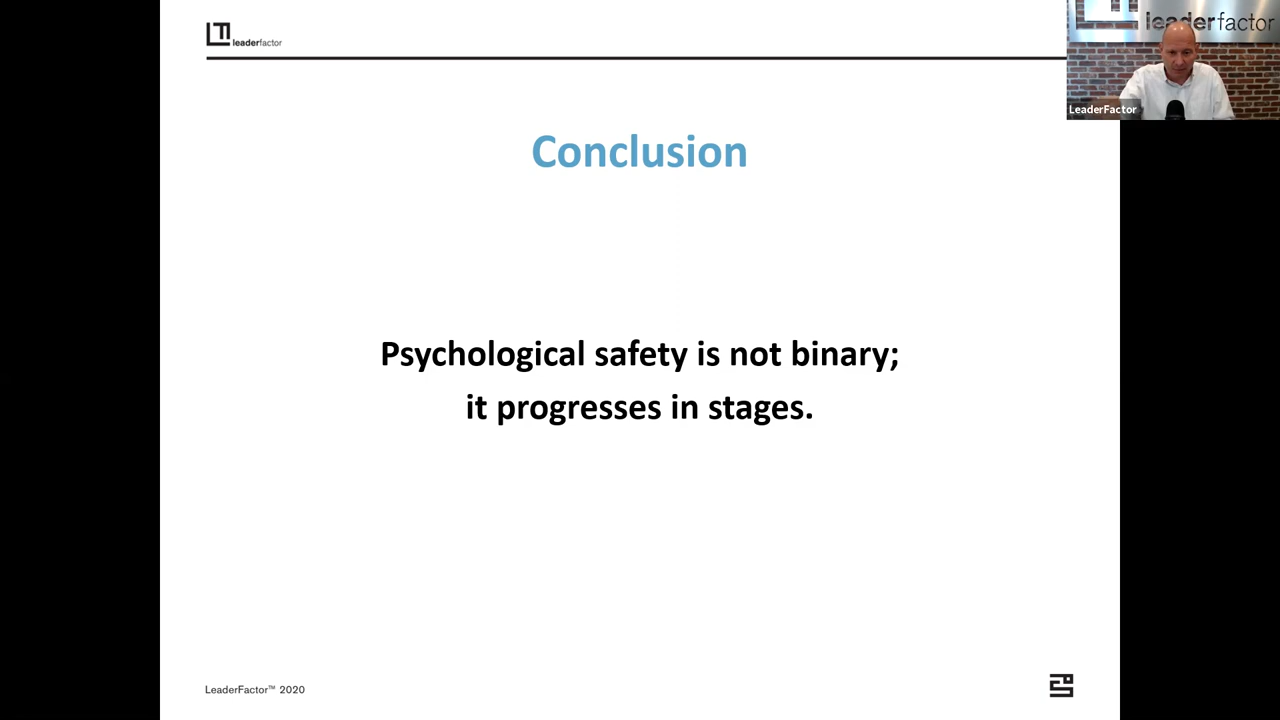 leaderfactor
leaderfactor
LeaderFactor
Conclusion
Psychological safety is not binary;
it progresses in stages.
LeaderFactor™ 2020